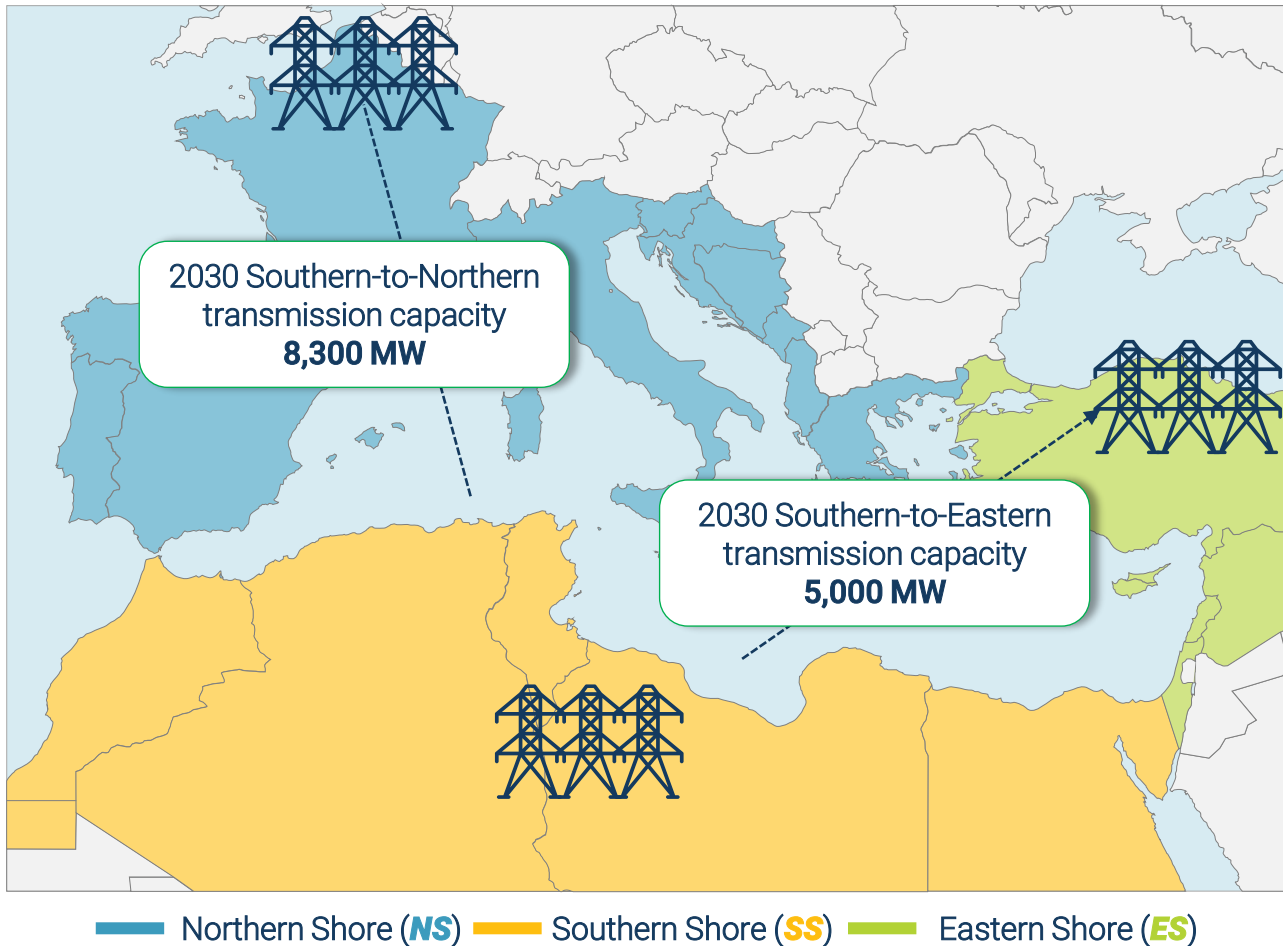 2030 Southern-to-Northern
transmission capacity
8,300 MW
2030 Southern-to-Eastern
transmission capacity
5,000 MW
Northern Shore (NS)
Southern Shore (SS)
Eastern Shore (ES)